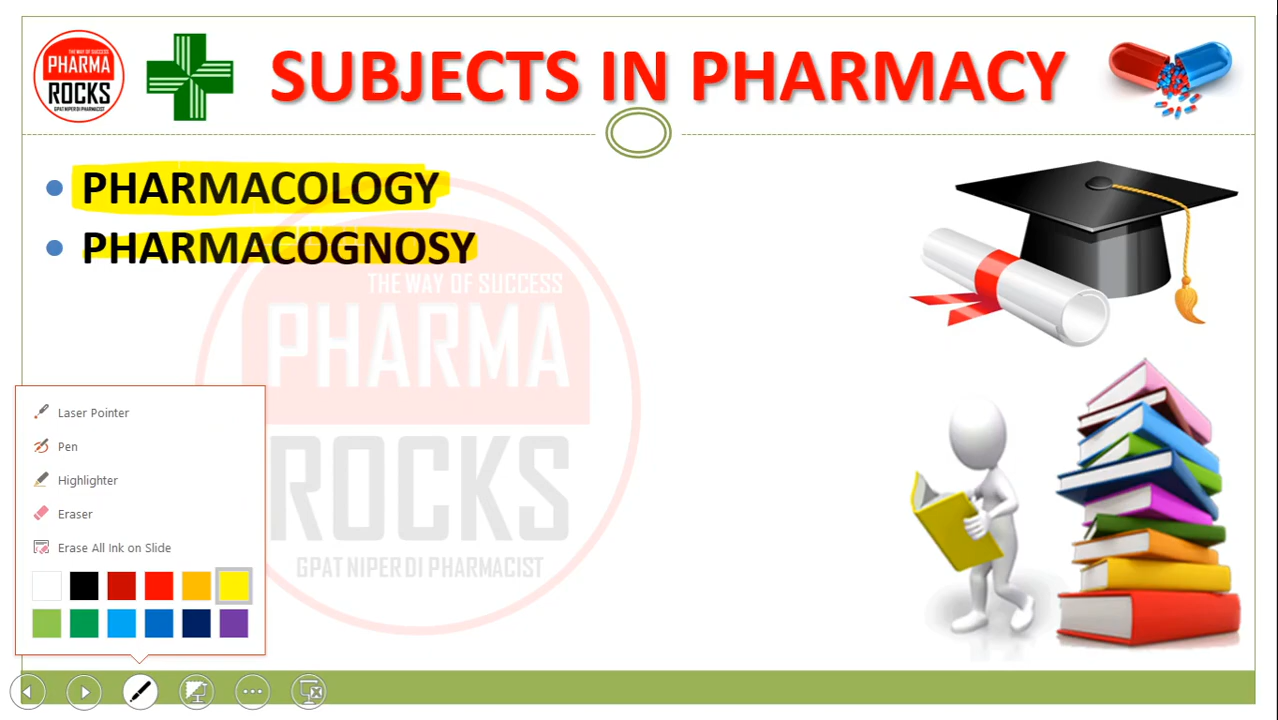 THE WAY OF SUCCESS
PHARMA
ROCKS
GPAT NIPER DI PHARMACIST
SUBJECTS IN PHARMACY
PHARMACOLOGY
PHARMACOGNOSY
THE WAY OF SUCCESS
PHARMA
ROCKS
GPAT NIPER DI PHARMACIST
Laser Pointer
Pen
Highlighter
Eraser
Erase All Ink on Slide